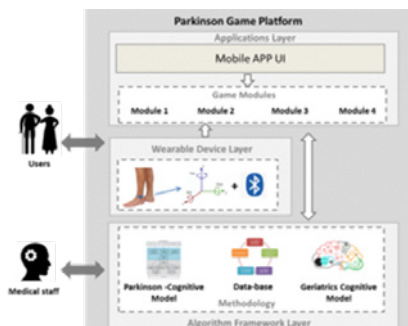 Parkinson Game Platform
Applications Layer
Mobile APP UI
Game Modules
Module 1 Module 2 Module 3 Module 4
Users
Wearable Device Layer
+
Medical staff
Parkinson -Cognitive Model
Data-base
Geriatrics Cognitive Model
Methodology
Algorithm Framework Layer